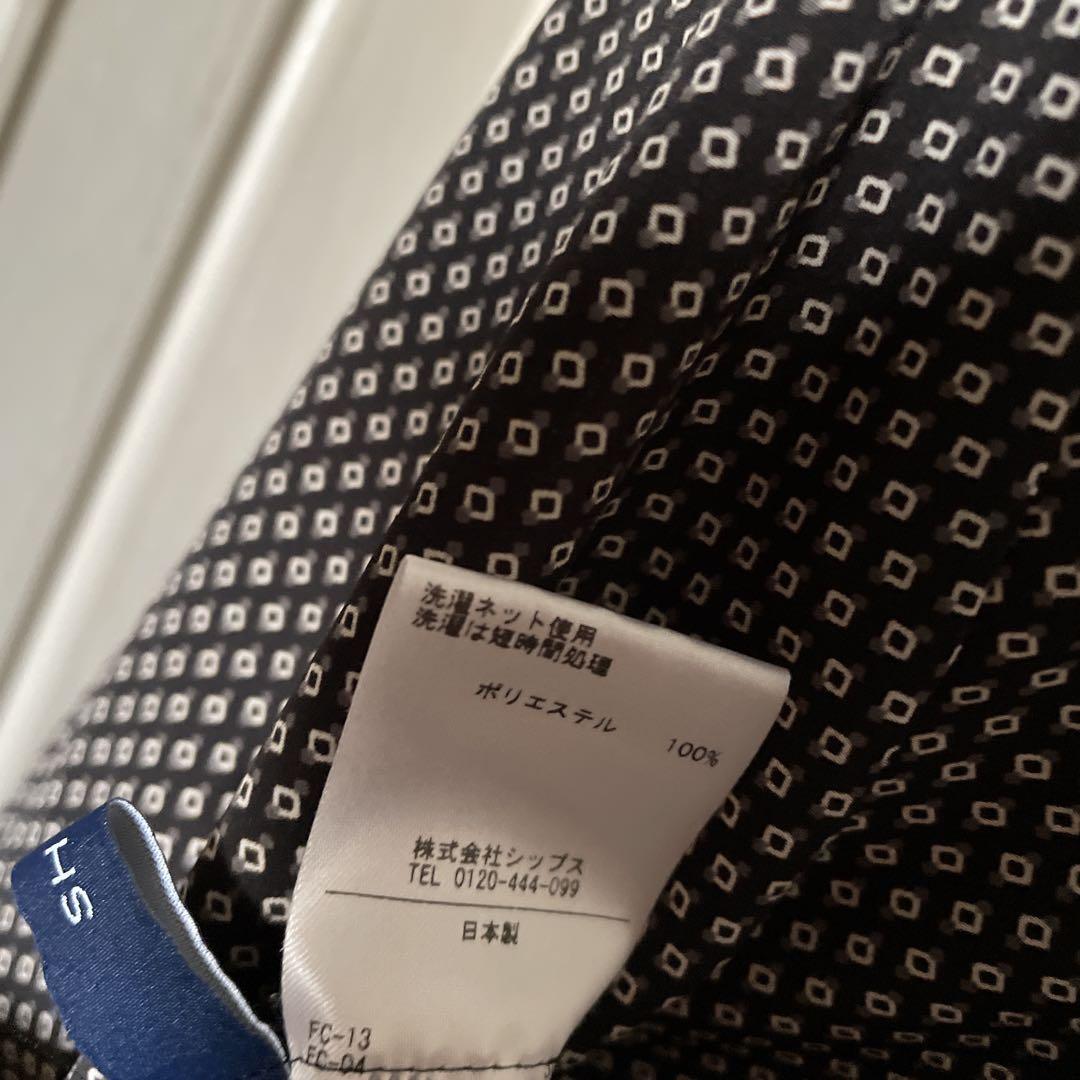 洗濯ネット使用
洗濯は短時間処理
ポリエステル 100%
株式会社シップス
TEL 0120-444-099
日本製
FC-13
FC-04
SH